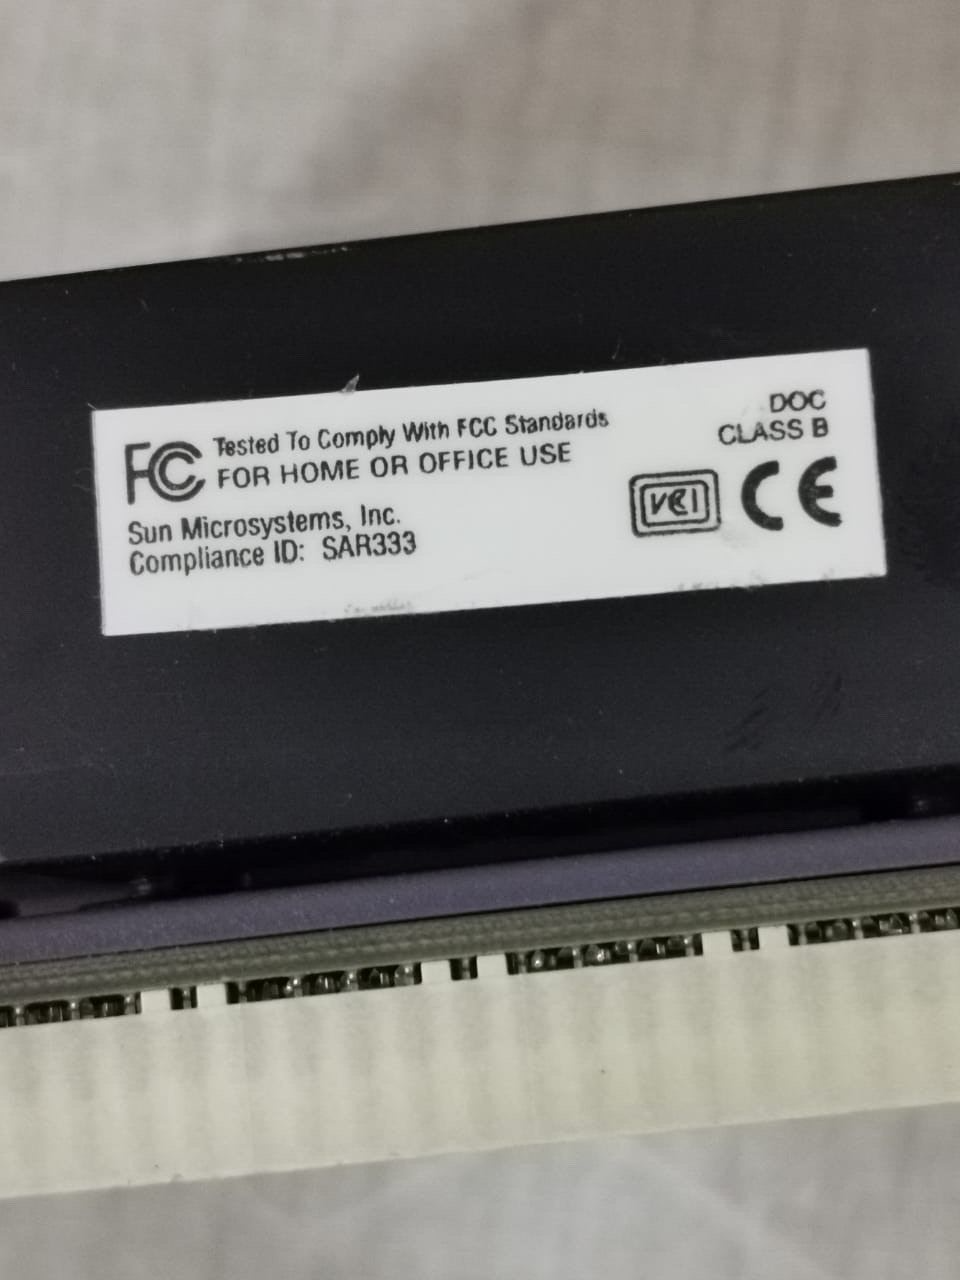 FC Tested To Comply With FCC Standards
FOR HOME OR OFFICE USE
Sun Microsystems, Inc.
Compliance ID: SAR333
DOC
CLASS B
VCI CE